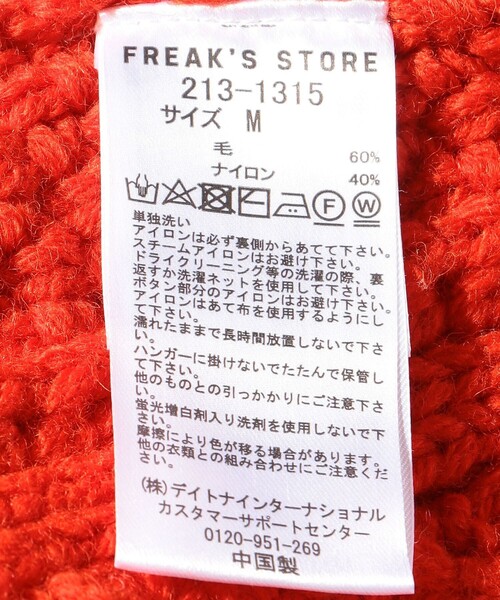 FREAK'S STORE
213-1315
サイズ M
毛 60%
ナイロン 40%
F W
単独洗い
アイロンは必ず裏側からあてて下さい。
スチームアイロンはお避け下さい。
ドライクリーニング等の洗濯の際、裏
返すか洗濯ネットを使用して下さい。
ボタン部分のアイロンはお避け下さい。
アイロンはあて布を使用するようにし
て下さい。
濡れたままで長時間放置しないで下さ
い。
ハンガーに掛けないでたたんで保管し
て下さい。
他のものとの引っかかりにご注意下さ
い。
蛍光増白剤入り洗剤を使用しないで下
さい。
摩擦により色が移る場合があります。
他の衣類との組み合わせにご注意くだ
さい。
(株)デイトナインターナショナル
カスタマーサポートセンター
0120-951-269
中国製